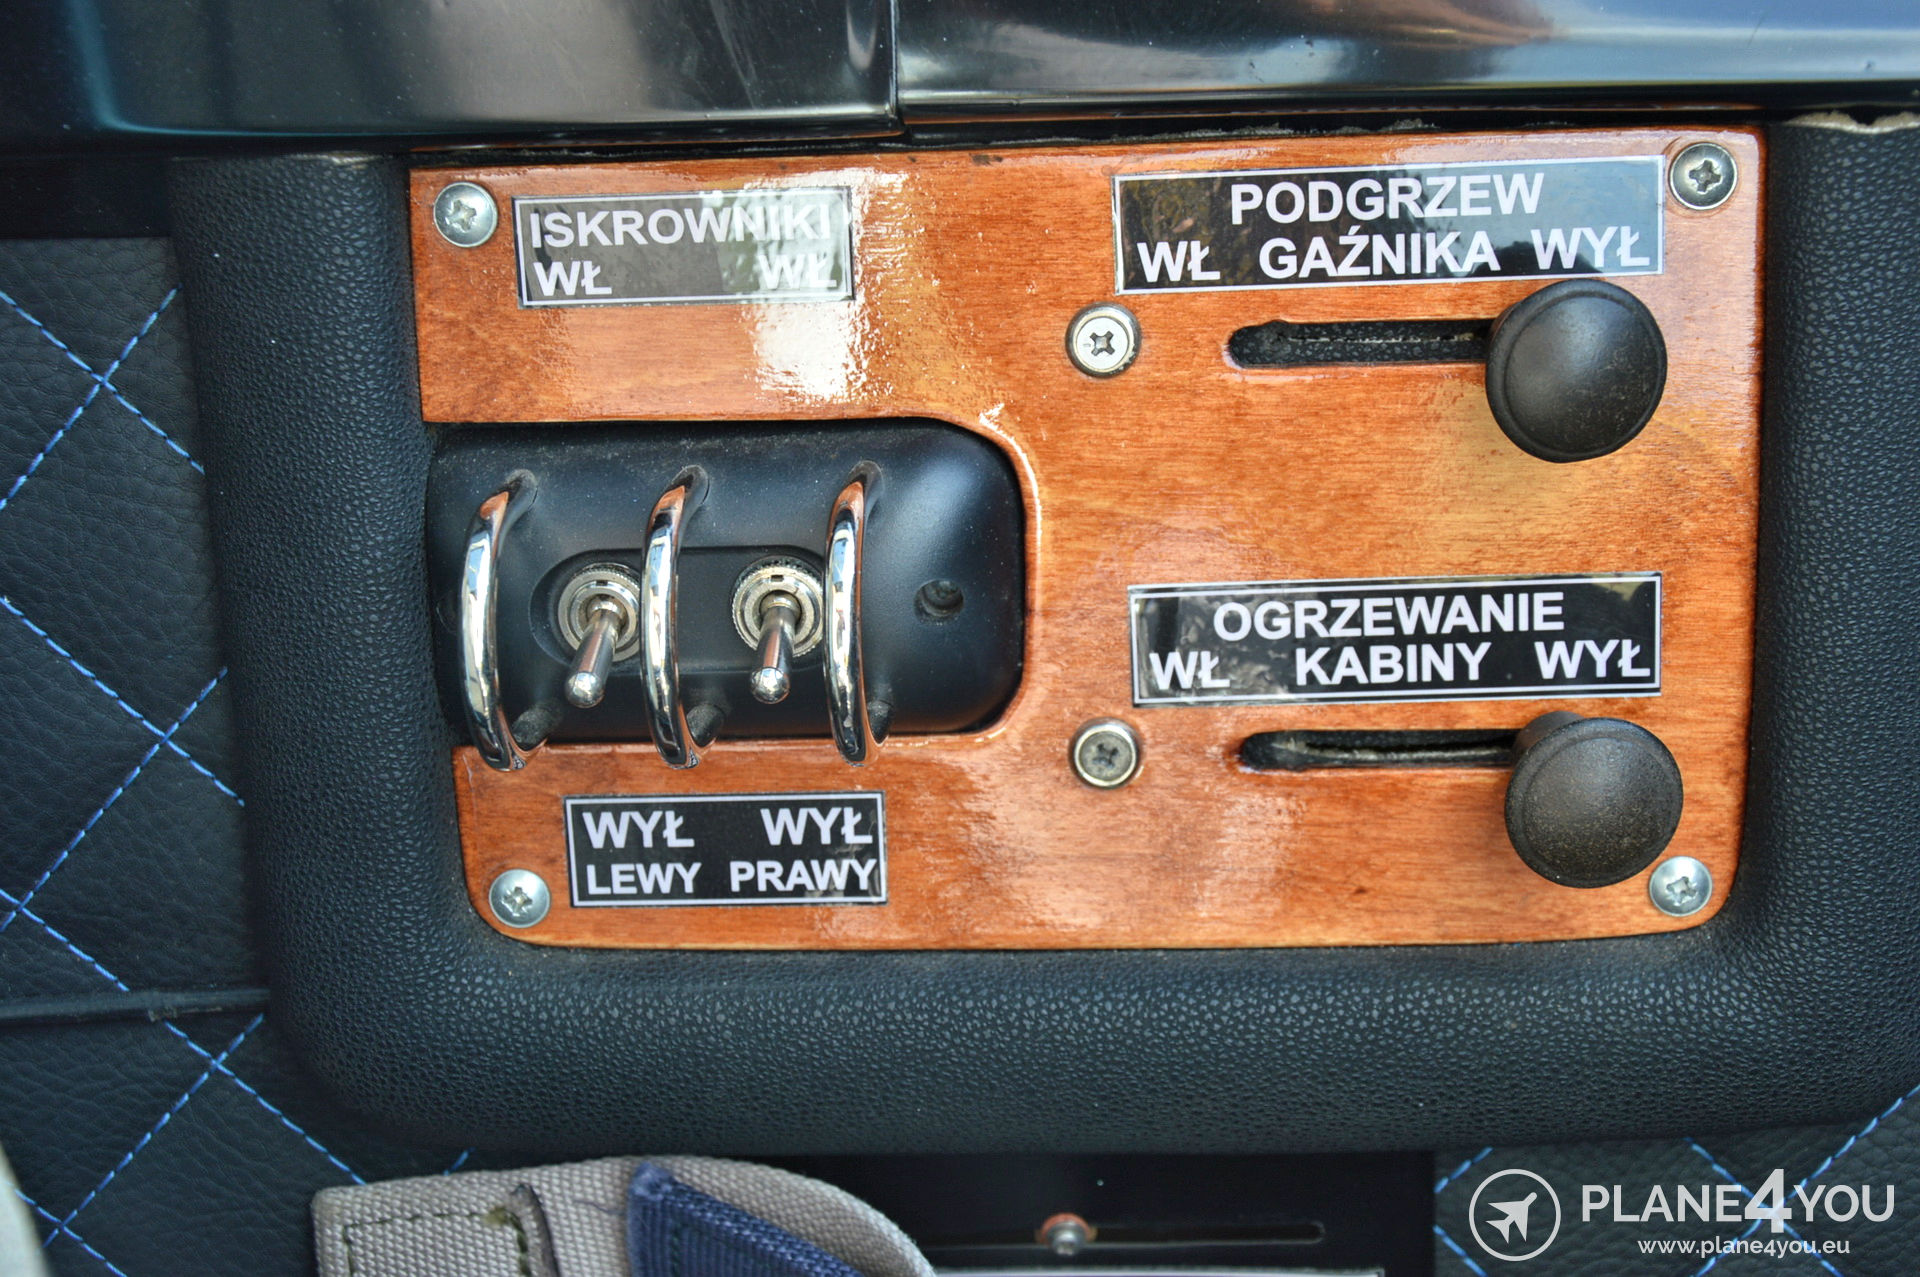 ISKROWNIKI
WŁ WŁ
PODGRZEW
WŁ GAŹNIKA WYŁ
OGRZEWANIE
WŁ KABINY WYŁ
WYŁ WYŁ
LEWY PRAWY
PLANE4YOU
www.plane4you.eu